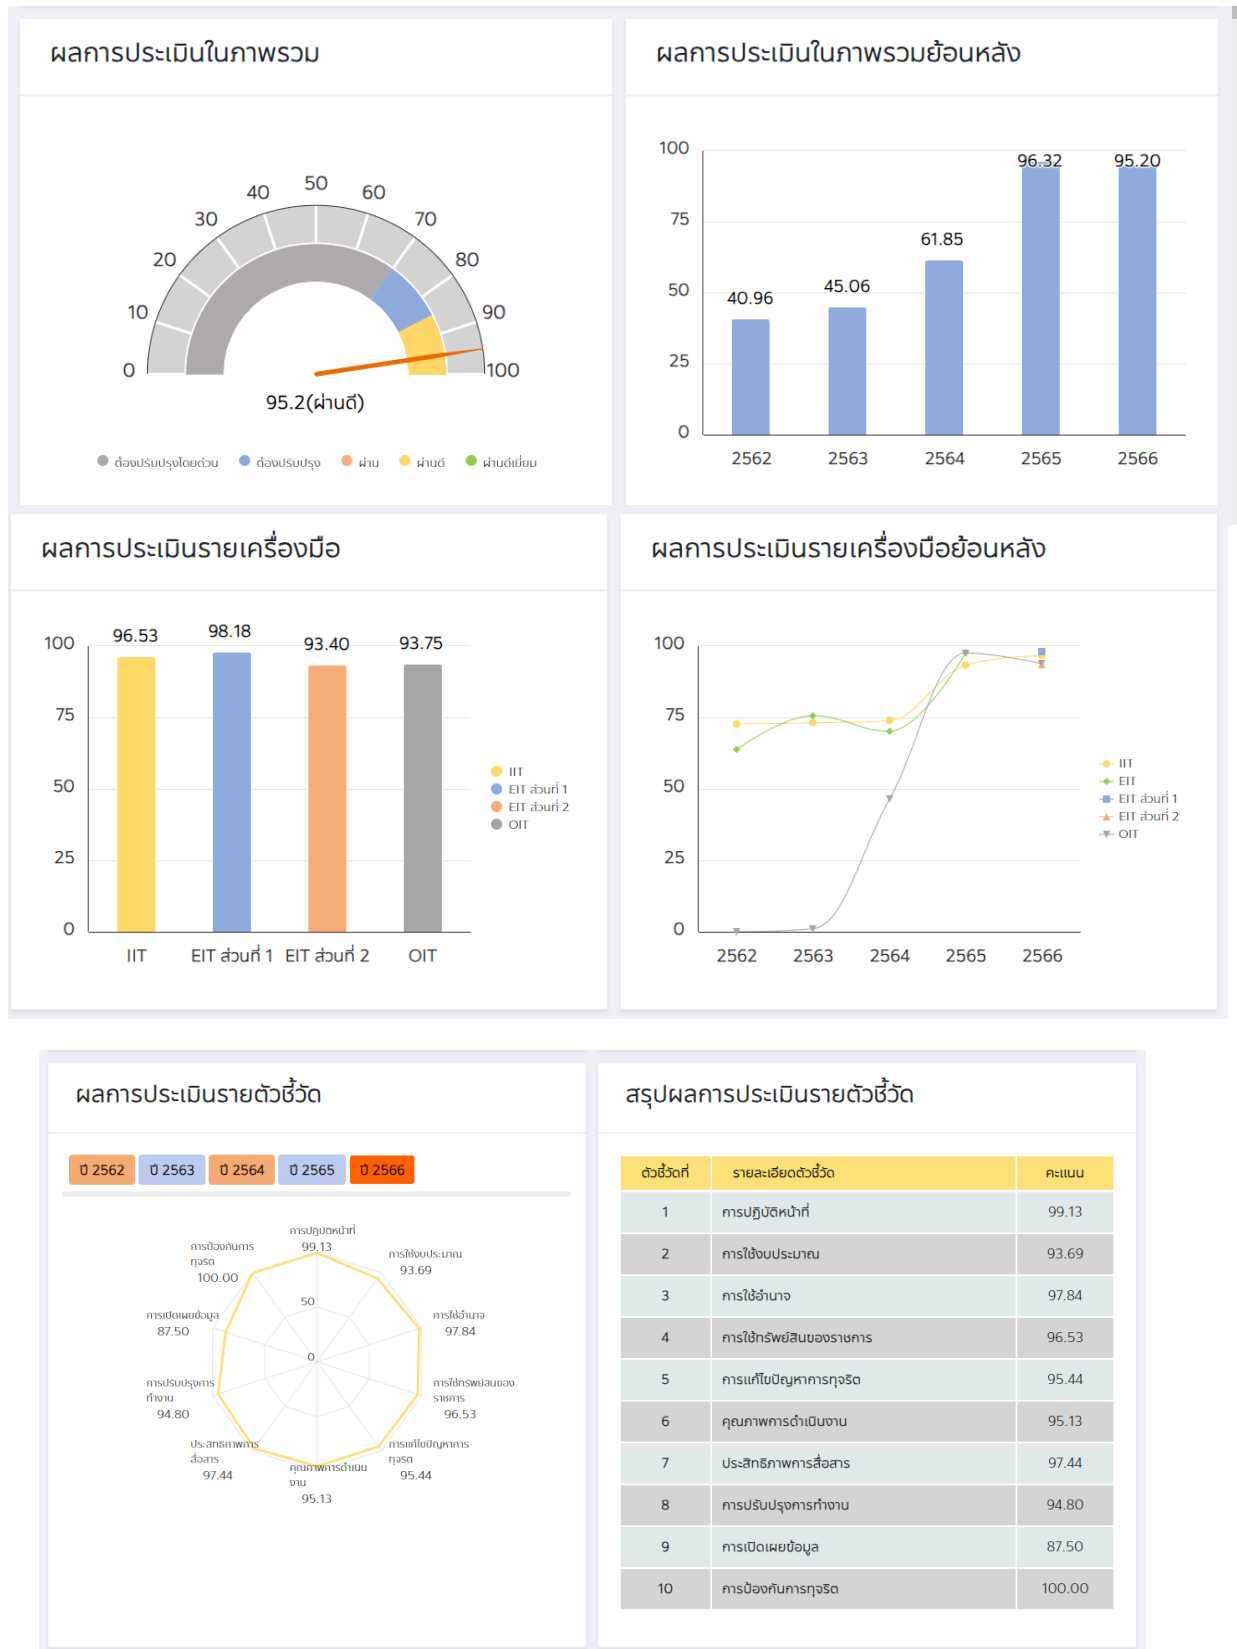 ผลการประเมินในภาพรวม
0
10
20
30
40
50
60
70
80
90
100
95.2(ผ่านดี)
ต้องปรับปรุงโดยด่วน ต้องปรับปรุง ผ่าน ผ่านดี ผ่านดีเยี่ยม
ผลการประเมินในภาพรวมย้อนหลัง
100
75
50
25
0
40.96
45.06
61.85
96.32
95.20
2562 2563 2564 2565 2566
ผลการประเมินรายเครื่องมือ
100
75
50
25
0
96.53
98.18
93.40
93.75
IIT EIT ส่วนที่ 1 EIT ส่วนที่ 2 OIT
IIT
EIT ส่วนที่ 1
EIT ส่วนที่ 2
OIT
ผลการประเมินรายเครื่องมือย้อนหลัง
100
75
50
25
0
2562 2563 2564 2565 2566
IIT
EIT
EIT ส่วนที่ 1
EIT ส่วนที่ 2
OIT
ผลการประเมินรายตัวชี้วัด
ปี 2562 ปี 2563 ปี 2564 ปี 2565 ปี 2566
การปฏิบัติหน้าที่
99.13
การใช้งบประมาณ
93.69
การใช้อำนาจ
97.84
การใช้ทรัพย์สินของ
ราชการ
96.53
การแก้ไขปัญหาการ
ทุจริต
95.44
คุณภาพการดำเนิน
งาน
95.13
ประสิทธิภาพการ
สื่อสาร
97.44
การปรับปรุงการ
ทำงาน
94.80
การเปิดเผยข้อมูล
87.50
การป้องกันการ
ทุจริต
100.00
50
0
สรุปผลการประเมินรายตัวชี้วัด
ตัวชี้วัดที่ รายละเอียดตัวชี้วัด คะแนน
1 การปฏิบัติหน้าที่ 99.13
2 การใช้งบประมาณ 93.69
3 การใช้อำนาจ 97.84
4 การใช้ทรัพย์สินของราชการ 96.53
5 การแก้ไขปัญหาการทุจริต 95.44
6 คุณภาพการดำเนินงาน 95.13
7 ประสิทธิภาพการสื่อสาร 97.44
8 การปรับปรุงการทำงาน 94.80
9 การเปิดเผยข้อมูล 87.50
10 การป้องกันการทุจริต 100.00